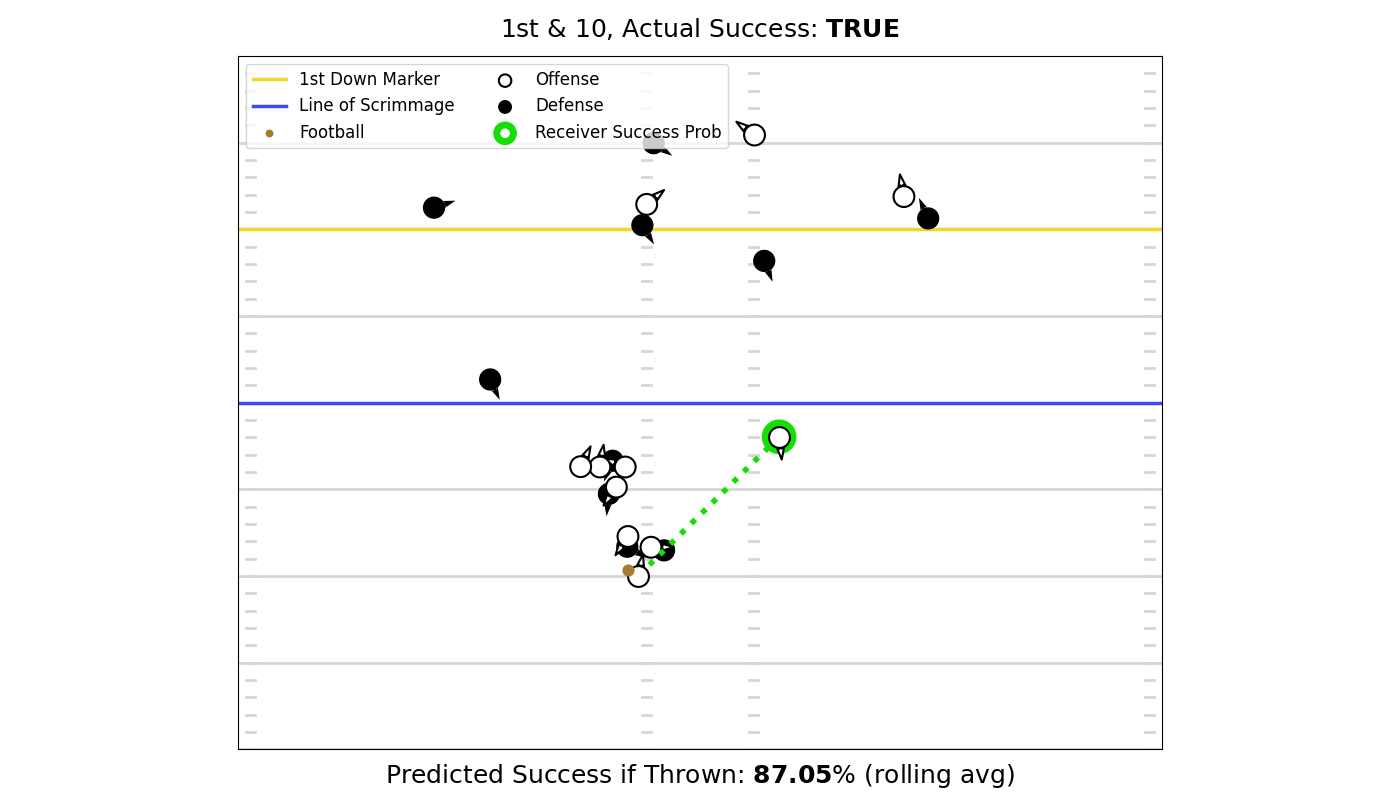 1st & 10, Actual Success: TRUE
1st Down Marker
Line of Scrimmage
Football
Offense
Defense
Receiver Success Prob
Predicted Success if Thrown: 87.05% (rolling avg)